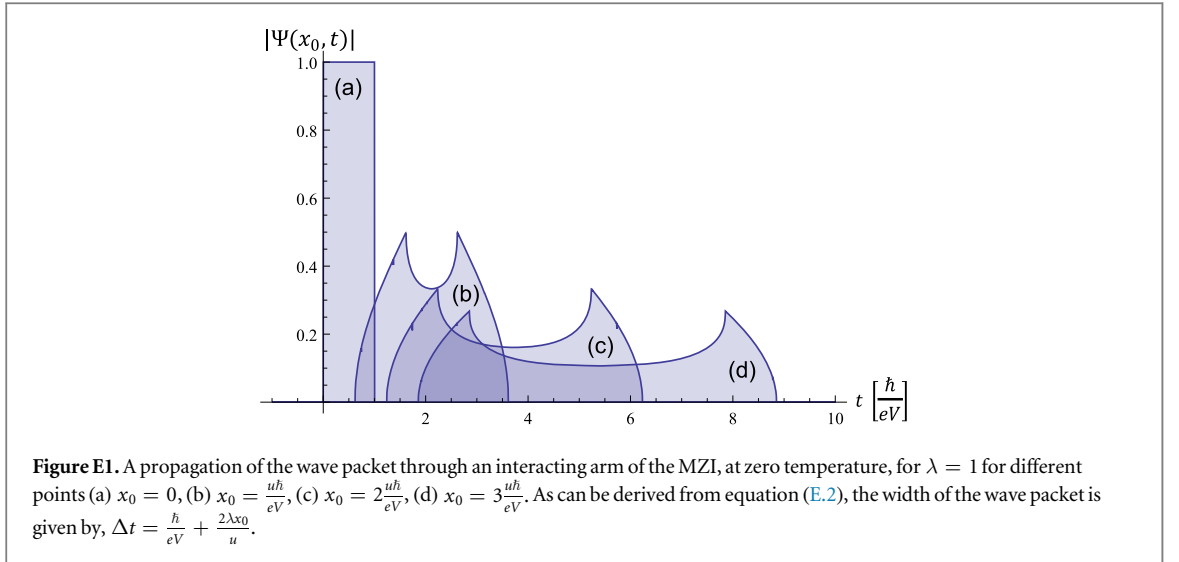 |Ψ(x₀, t)|
1.0
(a)
0.8
0.6
0.4
(b)
0.2
(c)
(d)
2 4 6 8 10
t [ħ/eV]
Figure E1. A propagation of the wave packet through an interacting arm of the MZI, at zero temperature, for λ = 1 for different
points (a) x₀ = 0, (b) x₀ = uħ/eV, (c) x₀ = 2 uħ/eV, (d) x₀ = 3 uħ/eV. As can be derived from equation (E.2), the width of the wave packet is
given by, Δt = ħ/eV + 2λx₀/u.